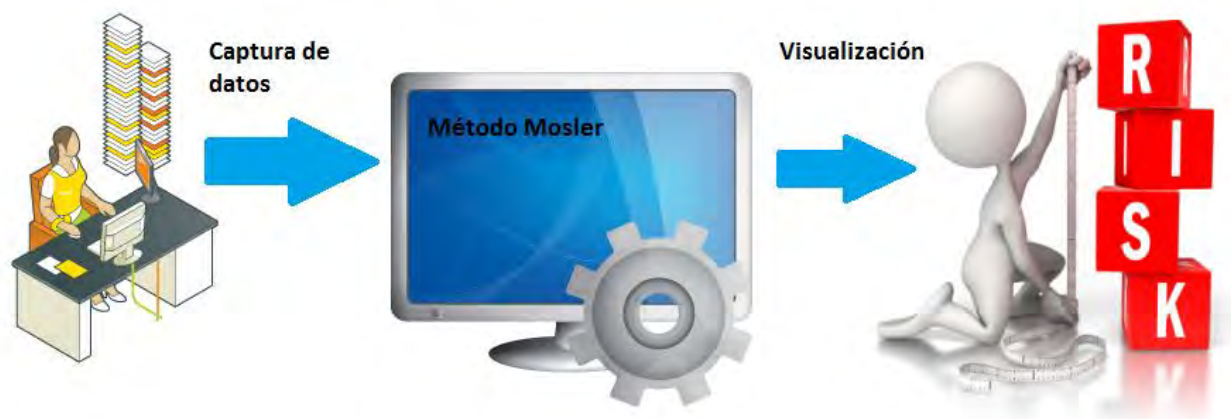 Captura de
datos
Método Mosler
Visualización
R
I
S
K